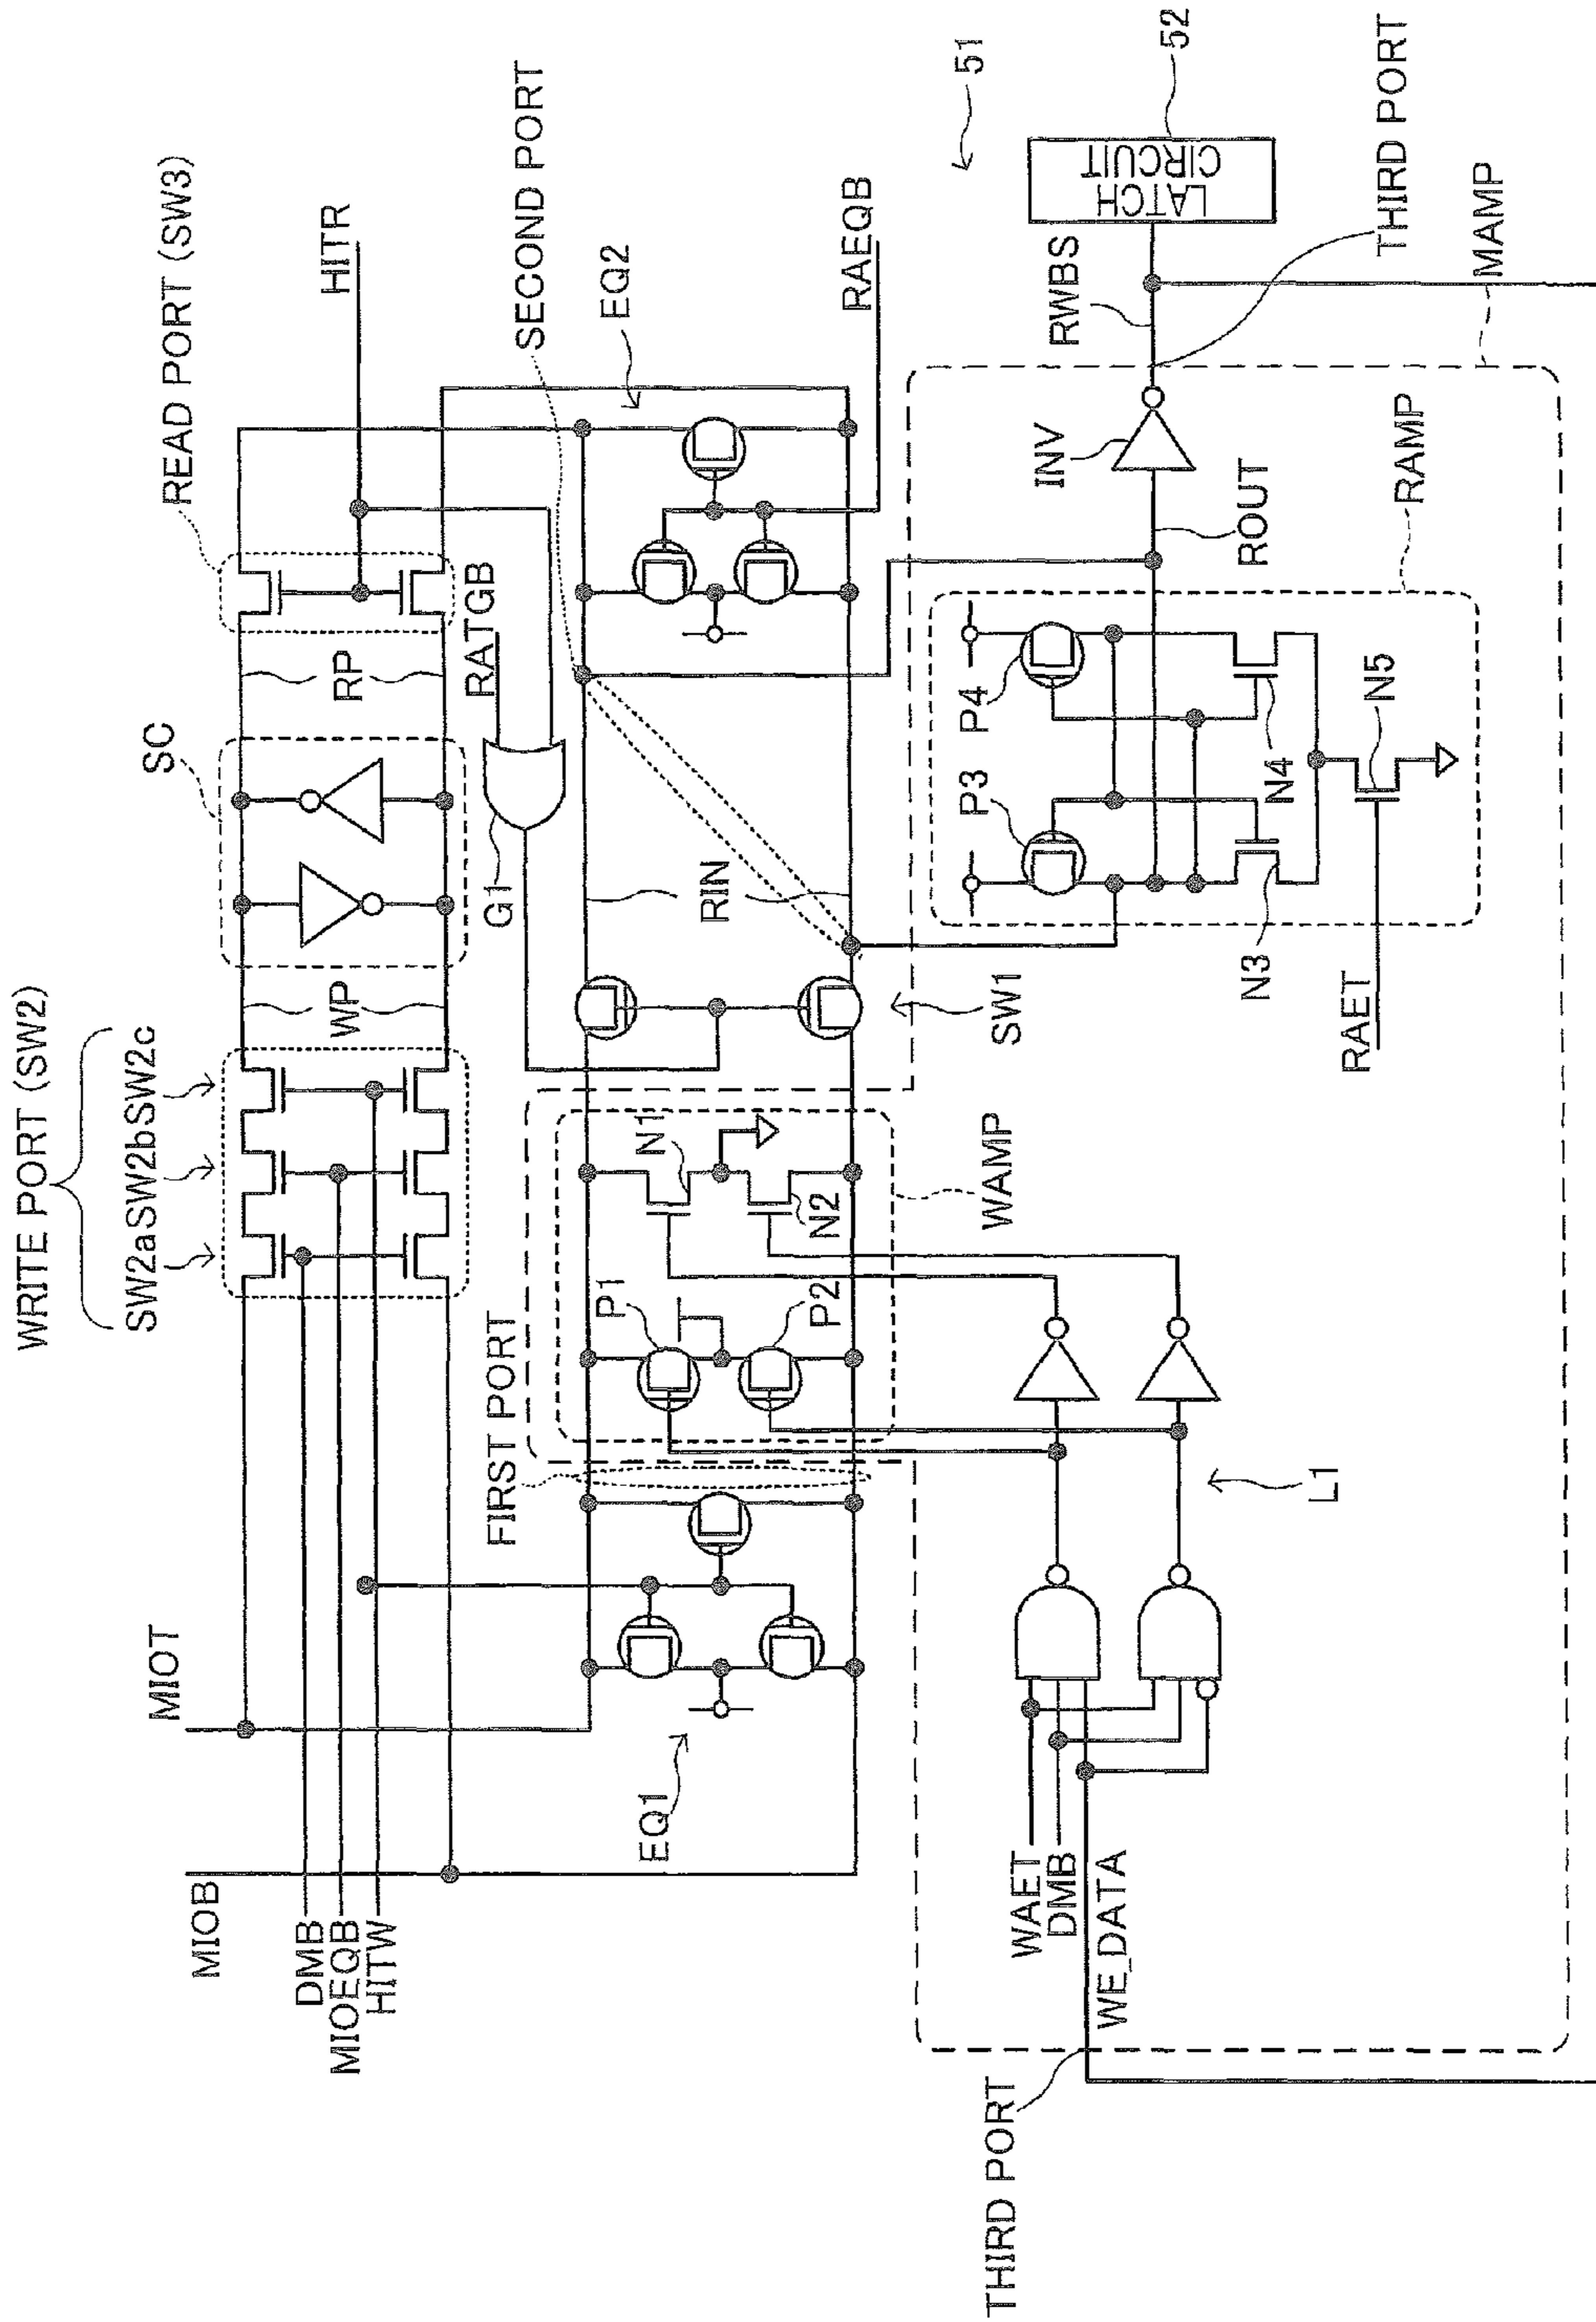 WRITE PORT (SW2)
SW2aSW2bSW2c
SC
READ PORT (SW3)
WP
RP
HITR
MIOB
MIOT
DMB
MIOEQB
HITW
FIRST PORT
G1
RATGB
SECOND PORT
EQ2
RAEQB
EQ1
P1
P2
N1
N2
WAMP
RIN
SW1
51
LATCH
CIRCUIT
52
RWBS
THIRD PORT
MAMP
INV
ROUT
RAMP
P3
P4
N3
N4
N5
RAET
WAET
DMB
WE_DATA
L1
THIRD PORT